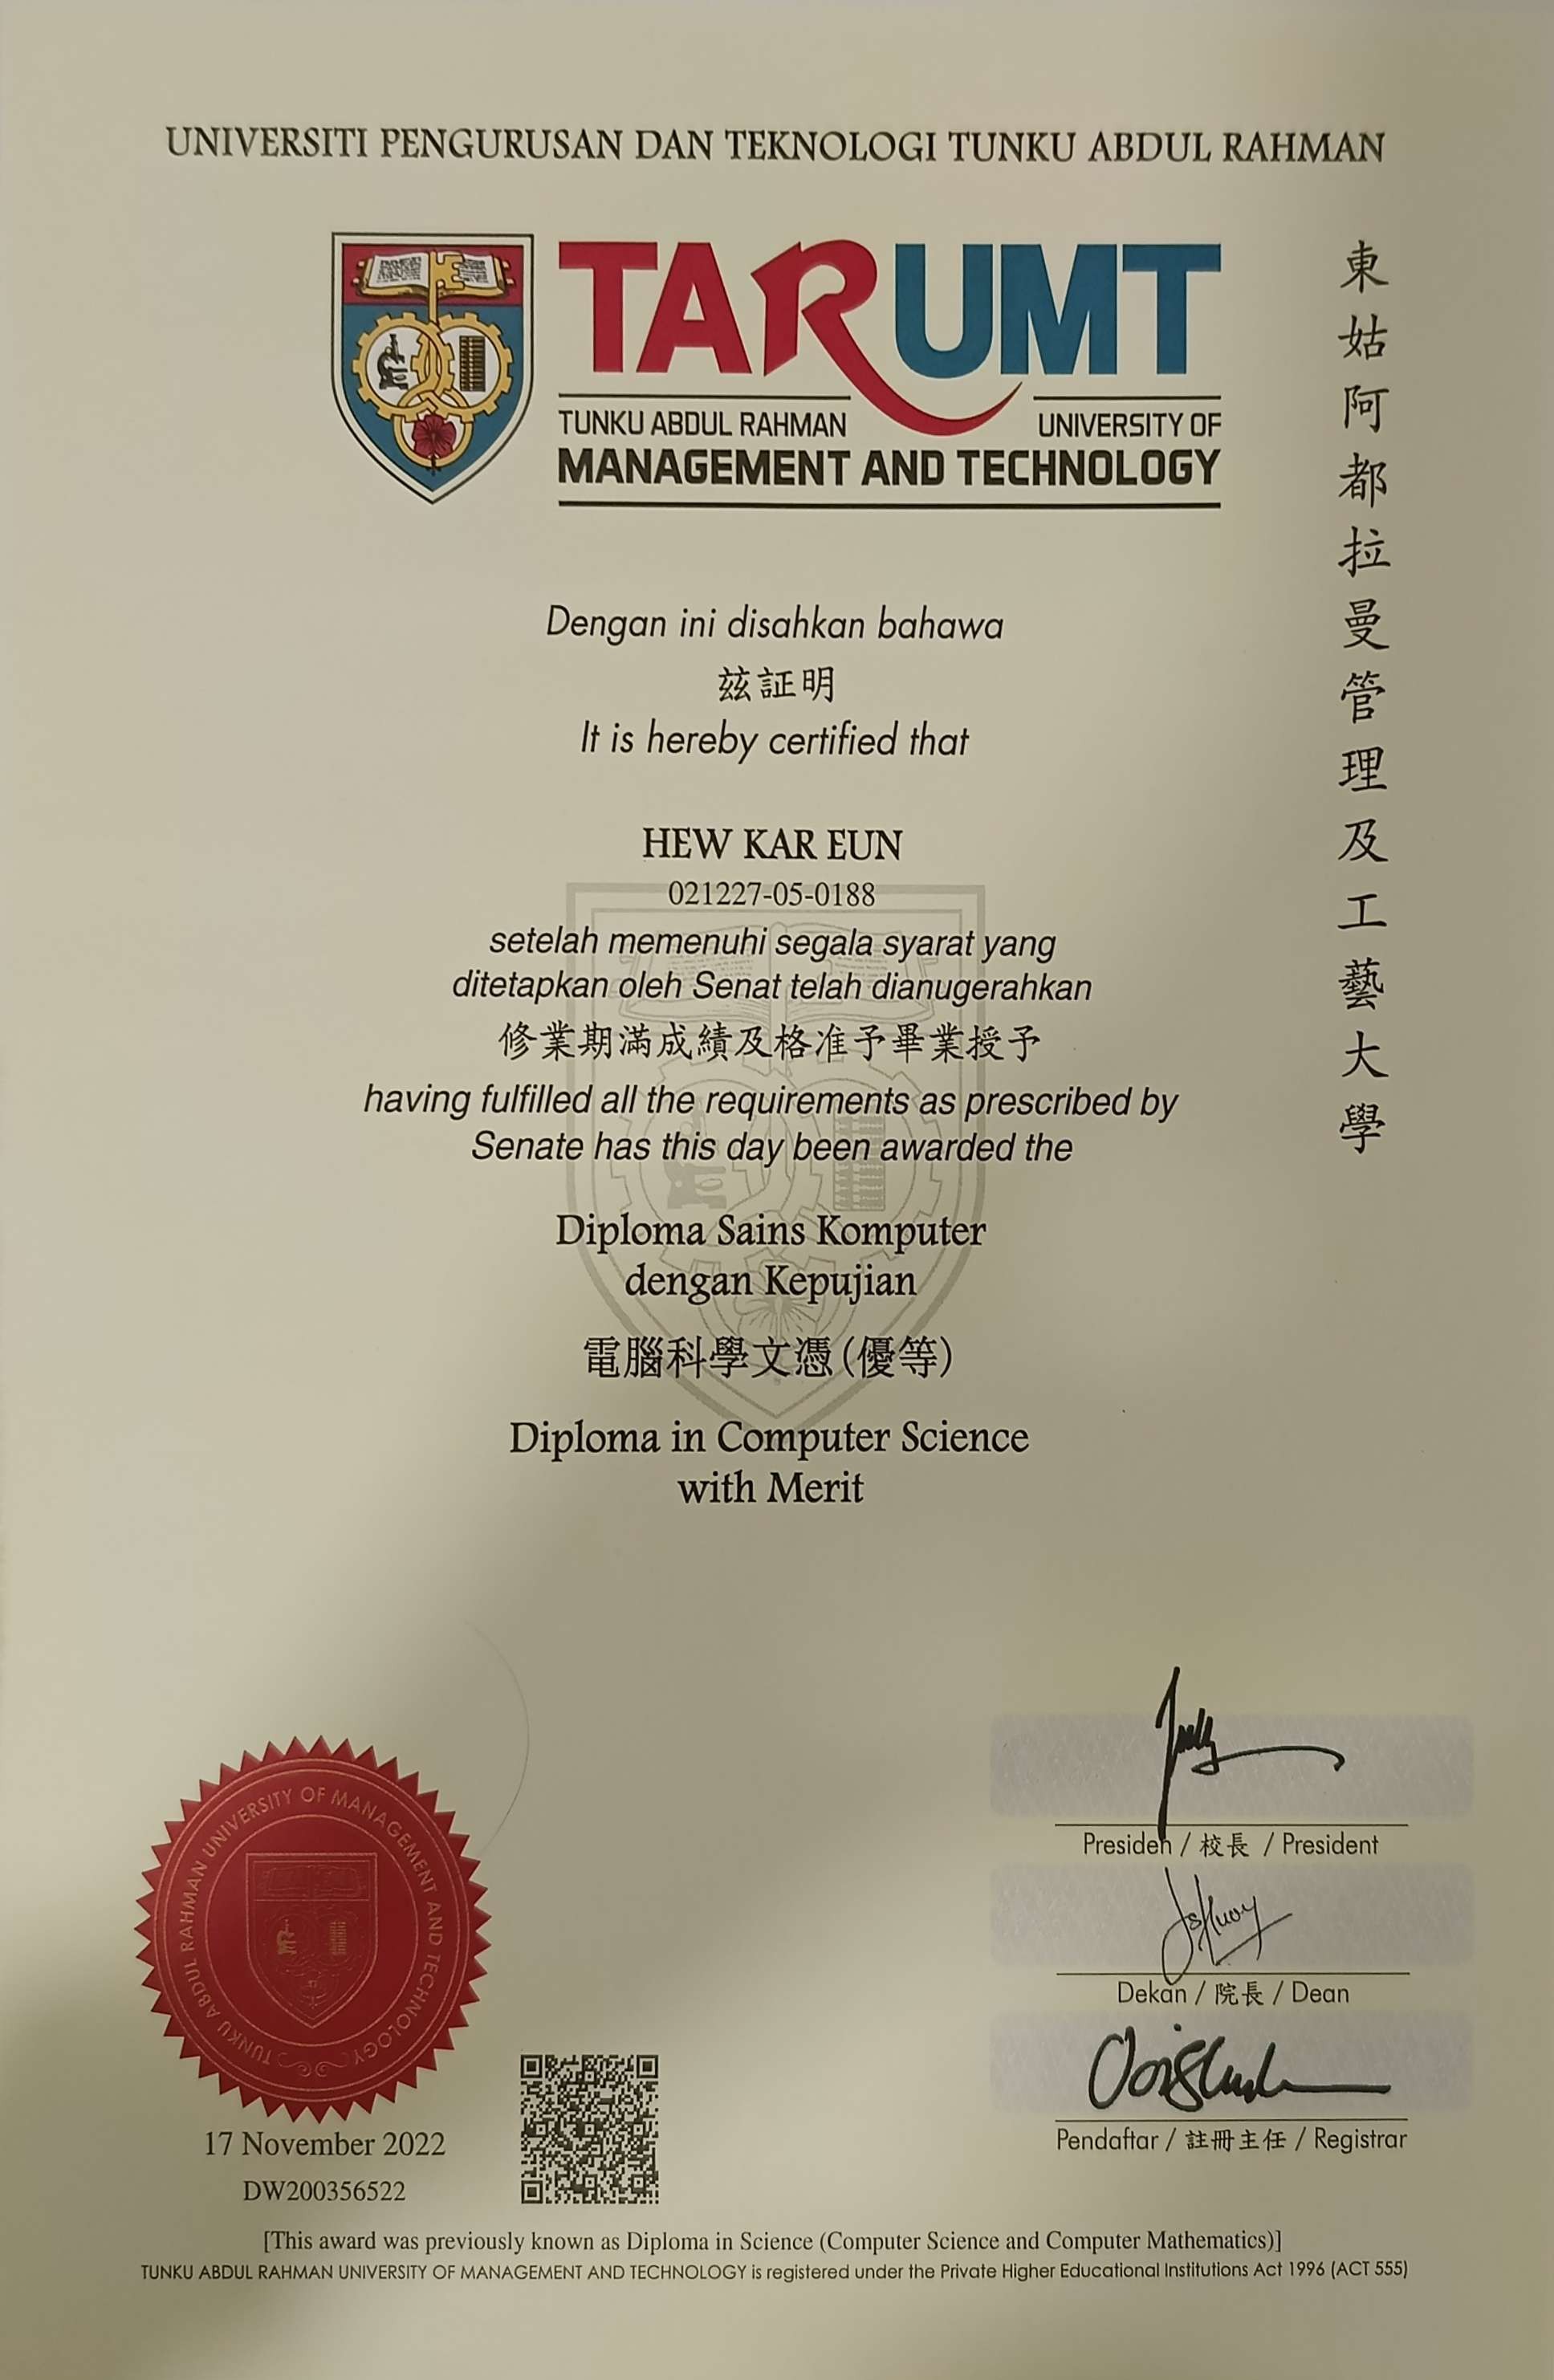 UNIVERSITI PENGURUSAN DAN TEKNOLOGI TUNKU ABDUL RAHMAN
TARUMT
TUNKU ABDUL RAHMAN UNIVERSITY OF
MANAGEMENT AND TECHNOLOGY
東姑阿都拉曼管理及工藝大學
Dengan ini disahkan bahawa
茲証明
It is hereby certified that
HEW KAR EUN
021227-05-0188
setelah memenuhi segala syarat yang
ditetapkan oleh Senat telah dianugerahkan
修業期滿成績及格准予畢業授予
having fulfilled all the requirements as prescribed by
Senate has this day been awarded the
Diploma Sains Komputer
dengan Kepujian
電腦科學文憑(優等)
Diploma in Computer Science
with Merit
Presiden / 校長 / President
Dekan / 院長 / Dean
Pendaftar / 註冊主任 / Registrar
TUNKU ABDUL RAHMAN UNIVERSITY OF MANAGEMENT AND TECHNOLOGY
17 November 2022
DW200356522
[This award was previously known as Diploma in Science (Computer Science and Computer Mathematics)]
TUNKU ABDUL RAHMAN UNIVERSITY OF MANAGEMENT AND TECHNOLOGY is registered under the Private Higher Educational Institutions Act 1996 (ACT 555)